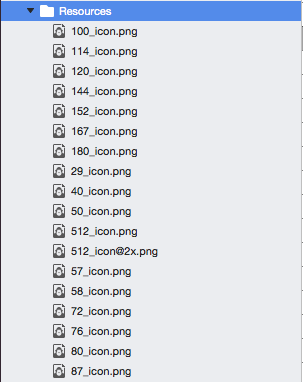 Resources
100_icon.png
114_icon.png
120_icon.png
144_icon.png
152_icon.png
167_icon.png
180_icon.png
29_icon.png
40_icon.png
50_icon.png
512_icon.png
512_icon@2x.png
57_icon.png
58_icon.png
72_icon.png
76_icon.png
80_icon.png
87_icon.png